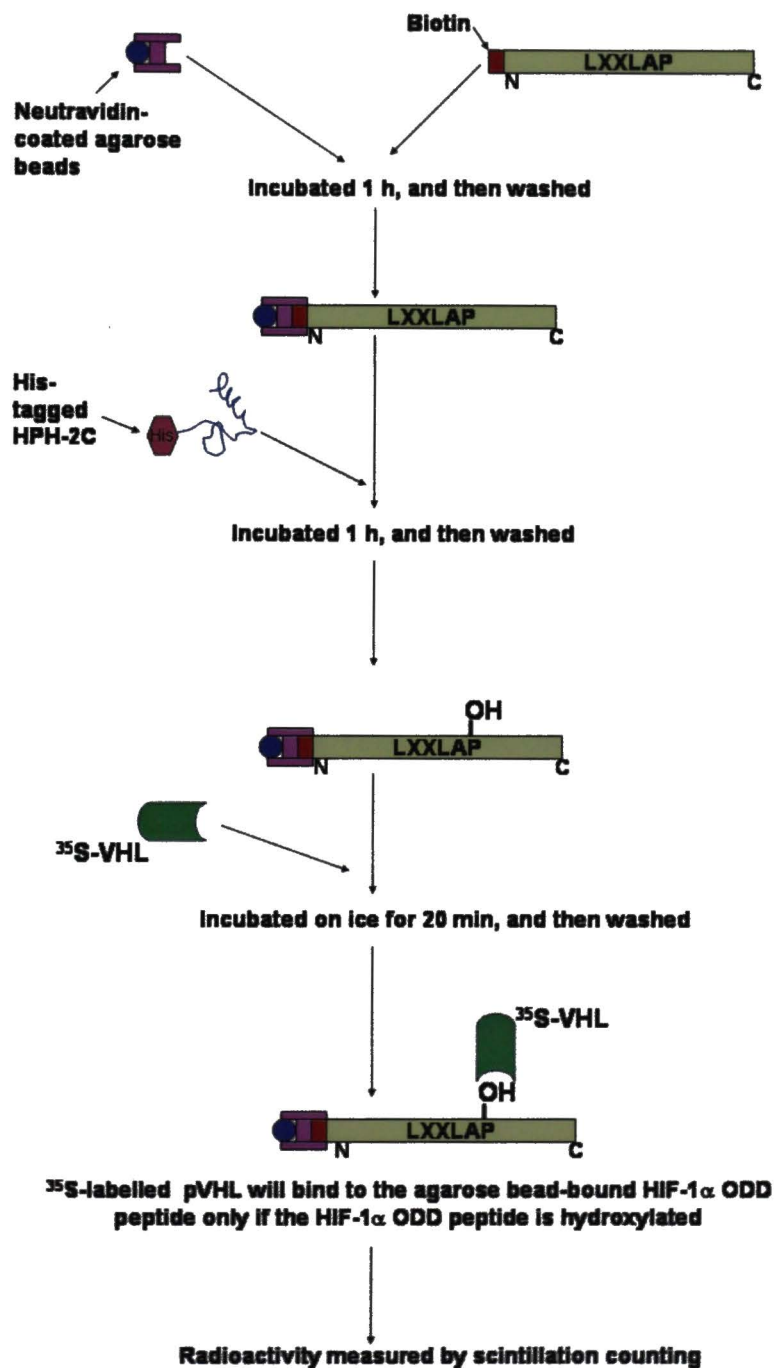 Biotin
LXXLAP
N
C
Neutravidin-
coated agarose
beads
Incubated 1 h, and then washed
LXXLAP
N
C
His-
tagged
HPH-2C
His
Incubated 1 h, and then washed
OH
LXXLAP
N
C
³⁵S-VHL
Incubated on ice for 20 min, and then washed
³⁵S-VHL
OH
LXXLAP
N
C
³⁵S-labelled pVHL will bind to the agarose bead-bound HIF-1α ODD
peptide only if the HIF-1α ODD peptide is hydroxylated
Radioactivity measured by scintillation counting